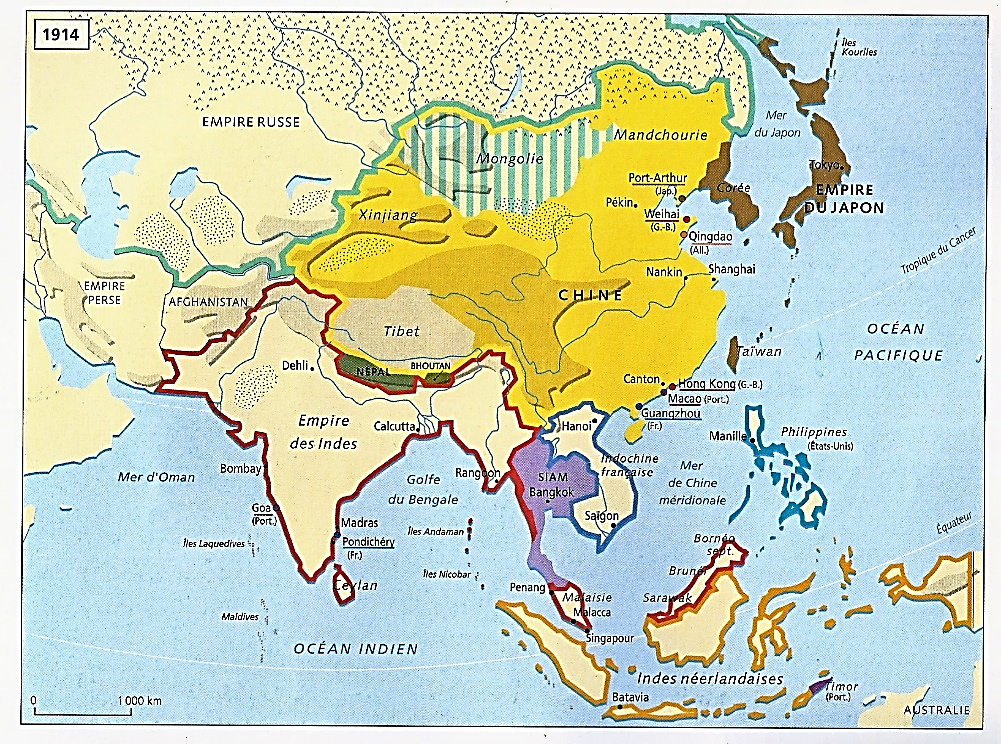 1914
Îles
Kouriles
EMPIRE RUSSE
Mer
du Japon
Mandchourie
Mongolie
Tokyo
Port-Arthur
(Jap.)
Corée
EMPIRE
DU JAPON
Pékin
Xinjiang
Weihai
(G.-B.)
Qingdao
(All.)
Tropique du Cancer
Nankin
Shanghai
EMPIRE
PERSE
AFGHANISTAN
CHINE
Tibet
OCÉAN
PACIFIQUE
Taïwan
Dehli
NÉPAL
BHOUTAN
Canton
Hong Kong (G.-B.)
Macao (Port.)
Guangzhou
(Fr.)
Empire
des Indes
Calcutta
Hanoi
Manille
Philippines
(États-Unis)
Mer d'Oman
Bombay
Golfe
du Bengale
Rangoon
SIAM
Bangkok
Indochine
française
Mer
de Chine
méridionale
Goa
(Port.)
Madras
Pondichéry
(Fr.)
Saïgon
Îles Laquedives
Îles Andaman
Équateur
Bornéo
sept.
Îles Nicobar
Brunéi
Ceylan
Penang
Malaisie
Sarawak
Maldives
Malacca
Singapour
OCÉAN INDIEN
Indes néerlandaises
Timor
(Port.)
0 1 000 km
Batavia
AUSTRALIE